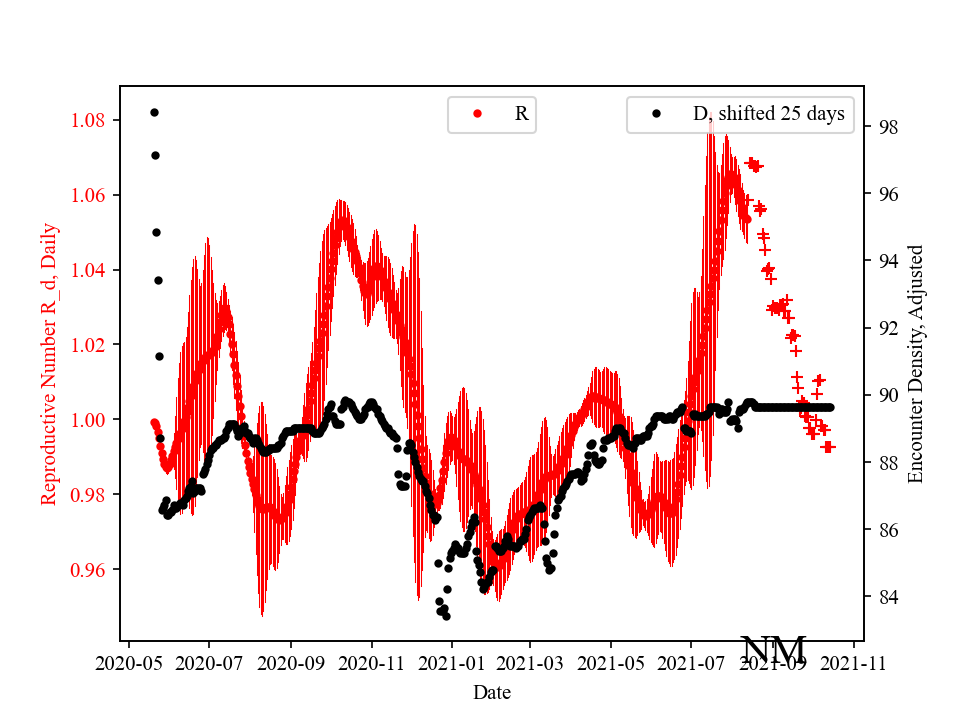 R
D, shifted 25 days
1.08
1.06
1.04
1.02
1.00
0.98
0.96
Reproductive Number R_d, Daily
98
96
94
92
90
88
86
84
Encounter Density, Adjusted
NM
2020-05 2020-07 2020-09 2020-11 2021-01 2021-03 2021-05 2021-07 2021-09 2021-11
Date